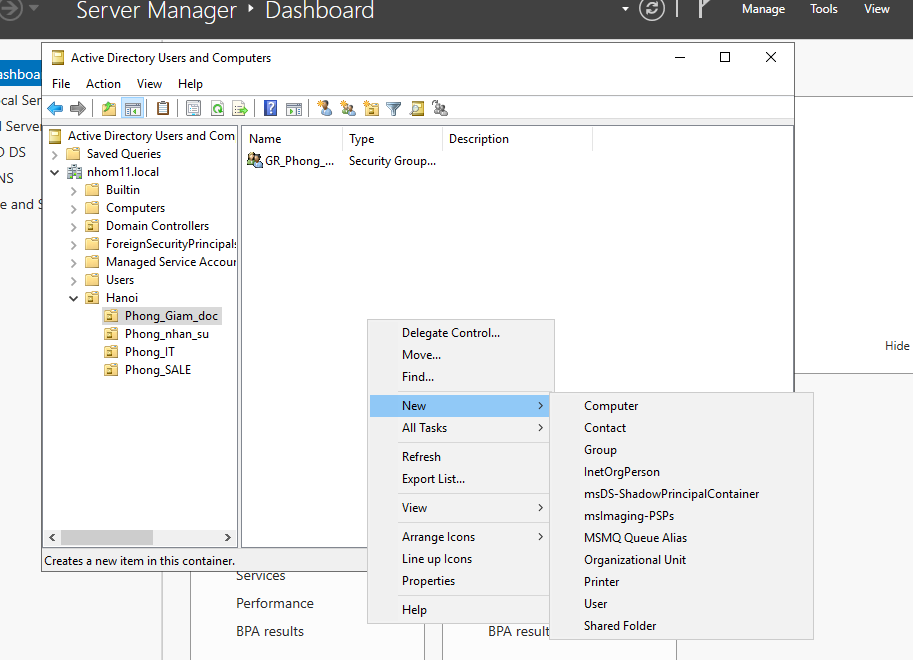 Server Manager ‣ Dashboard
Manage Tools View
Active Directory Users and Computers
File Action View Help
Active Directory Users and Com
Saved Queries
nhom11.local
Builtin
Computers
Domain Controllers
ForeignSecurityPrincipals
Managed Service Accour
Users
Hanoi
Phong_Giam_doc
Phong_nhan_su
Phong_IT
Phong_SALE
Name Type Description
GR_Phong_... Security Group...
Delegate Control...
Move...
Find...
New
All Tasks
Refresh
Export List...
View
Arrange Icons
Line up Icons
Properties
Help
Computer
Contact
Group
InetOrgPerson
msDS-ShadowPrincipalContainer
msImaging-PSPs
MSMQ Queue Alias
Organizational Unit
Printer
User
Shared Folder
Creates a new item in this container.
ashboa
cal Ser
l Server
D DS
NS
e and S
Hide
Services
Performance
BPA results
BPA result